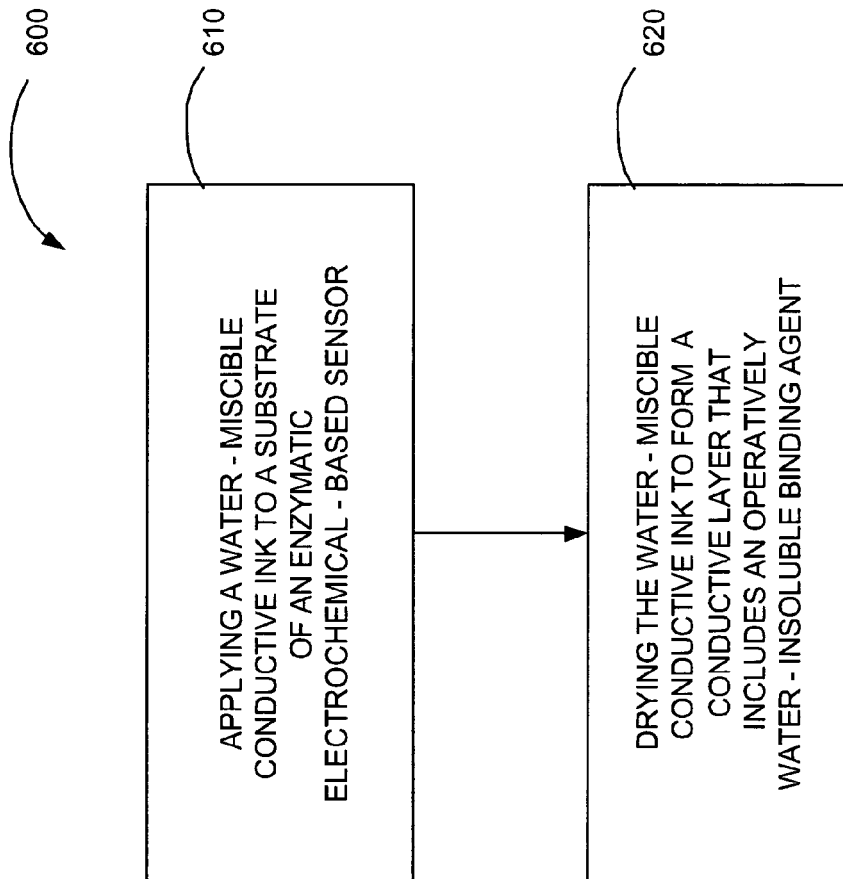 600
610
APPLYING A WATER - MISCIBLE
CONDUCTIVE INK TO A SUBSTRATE
OF AN ENZYMATIC
ELECTROCHEMICAL - BASED SENSOR
620
DRYING THE WATER - MISCIBLE
CONDUCTIVE INK TO FORM A
CONDUCTIVE LAYER THAT
INCLUDES AN OPERATIVELY
WATER - INSOLUBLE BINDING AGENT